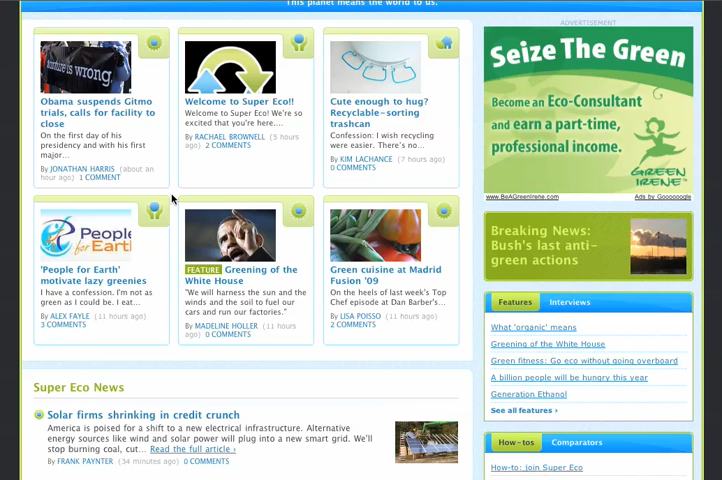 This planet means the world to us.
ADVERTISEMENT
torture is wrong
Obama suspends Gitmo
trials, calls for facility to
close
On the first day of his
presidency and with his first
major...
By JONATHAN HARRIS (about an
hour ago) 1 COMMENT
Welcome to Super Eco!!
Welcome to Super Eco! We're so
excited that you're here....
By RACHAEL BROWNELL (5 hours
ago) 2 COMMENTS
Cute enough to hug?
Recyclable-sorting
trashcan
Confession: I wish recycling
were easier. There's no...
By KIM LACHANCE (7 hours ago)
0 COMMENTS
People
for Earth
'People for Earth'
motivate lazy greenies
I have a confession. I'm not as
green as I could be. I eat...
By ALEX FAYLE (11 hours ago)
3 COMMENTS
FEATURE Greening of the
White House
"We will harness the sun and the
winds and the soil to fuel our
cars and run our factories."
By MADELINE HOLLER (11 hours
ago) 0 COMMENTS
Green cuisine at Madrid
Fusion '09
On the heels of last week's Top
Chef episode at Dan Barber's...
By LISA POISSO (11 hours ago)
2 COMMENTS
Super Eco News
Solar firms shrinking in credit crunch
America is poised for a shift to a new electrical infrastructure. Alternative
energy sources like wind and solar power will plug into a new smart grid. We'll
stop burning coal, cut... Read the full article ›
By FRANK PAYNTER (34 minutes ago) 0 COMMENTS
Seize The Green
Become an Eco-Consultant
and earn a part-time,
professional income.
GREEN
IRENE™
www.BeAGreenIrene.com
Ads by Goooooogle
Breaking News:
Bush's last anti-
green actions
Features
Interviews
What 'organic' means
Greening of the White House
Green fitness: Go eco without going overboard
A billion people will be hungry this year
Generation Ethanol
See all features ›
How-tos
Comparators
How-to: join Super Eco